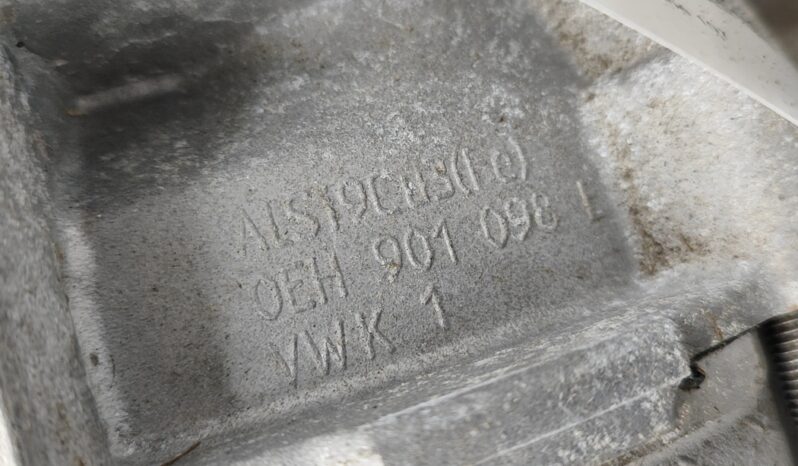 ALSI9CU3(Fe)
0EH 901 098 L
VWK 1